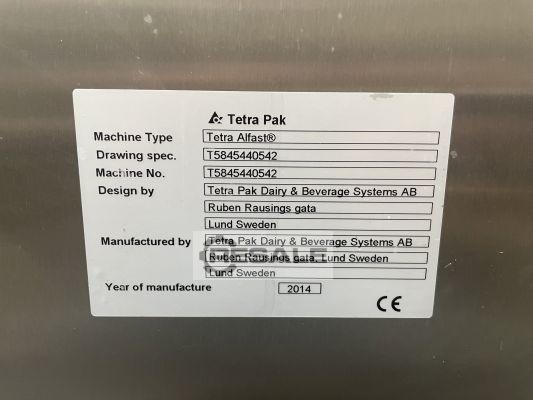 Tetra Pak
Machine Type Tetra Alfast®
Drawing spec. T5845440542
Machine No. T5845440542
Design by Tetra Pak Dairy & Beverage Systems AB
Ruben Rausings gata
Lund Sweden
Manufactured by Tetra Pak Dairy & Beverage Systems AB
Ruben Rausings gata, Lund Sweden
Lund Sweden
RESALE
Year of manufacture 2014
CE